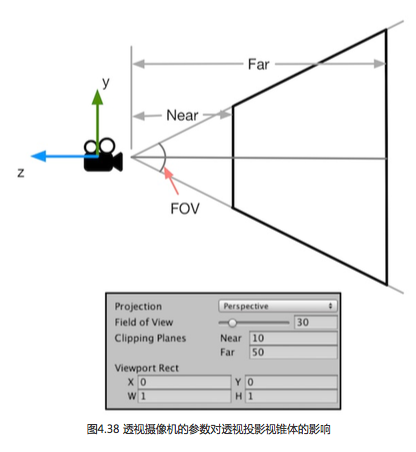 Far
y
Near
z
FOV
Projection Perspective
Field of View 30
Clipping Planes Near 10
Far 50
Viewport Rect
X 0 Y 0
W 1 H 1
图4.38 透视摄像机的参数对透视投影视锥体的影响